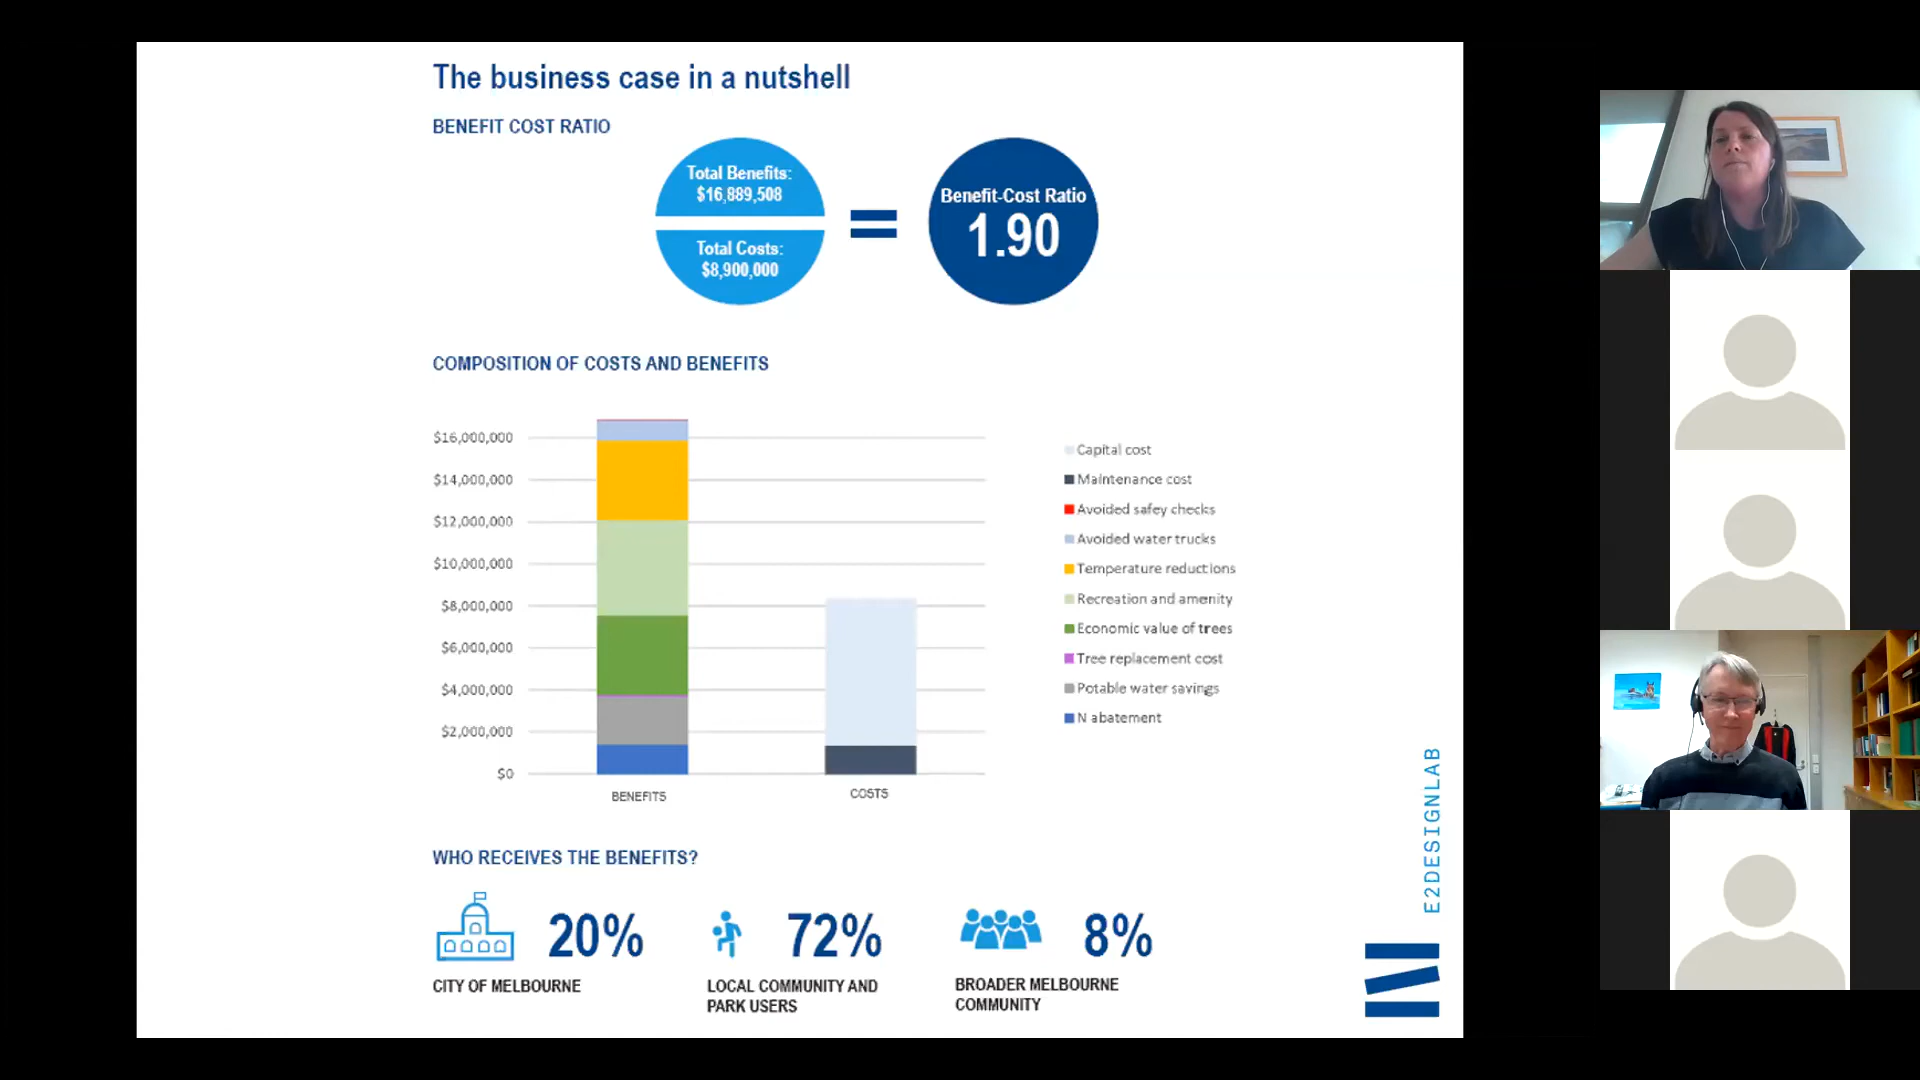 The business case in a nutshell
BENEFIT COST RATIO
Total Benefits:
$16,889,508
Total Costs:
$8,900,000
Benefit-Cost Ratio
1.90
COMPOSITION OF COSTS AND BENEFITS
$16,000,000
$14,000,000
$12,000,000
$10,000,000
$8,000,000
$6,000,000
$4,000,000
$2,000,000
$0
BENEFITS
COSTS
Capital cost
Maintenance cost
Avoided safey checks
Avoided water trucks
Temperature reductions
Recreation and amenity
Economic value of trees
Tree replacement cost
Potable water savings
N abatement
WHO RECEIVES THE BENEFITS?
20%
CITY OF MELBOURNE
72%
LOCAL COMMUNITY AND
PARK USERS
8%
BROADER MELBOURNE
COMMUNITY
E2DESIGNLAB